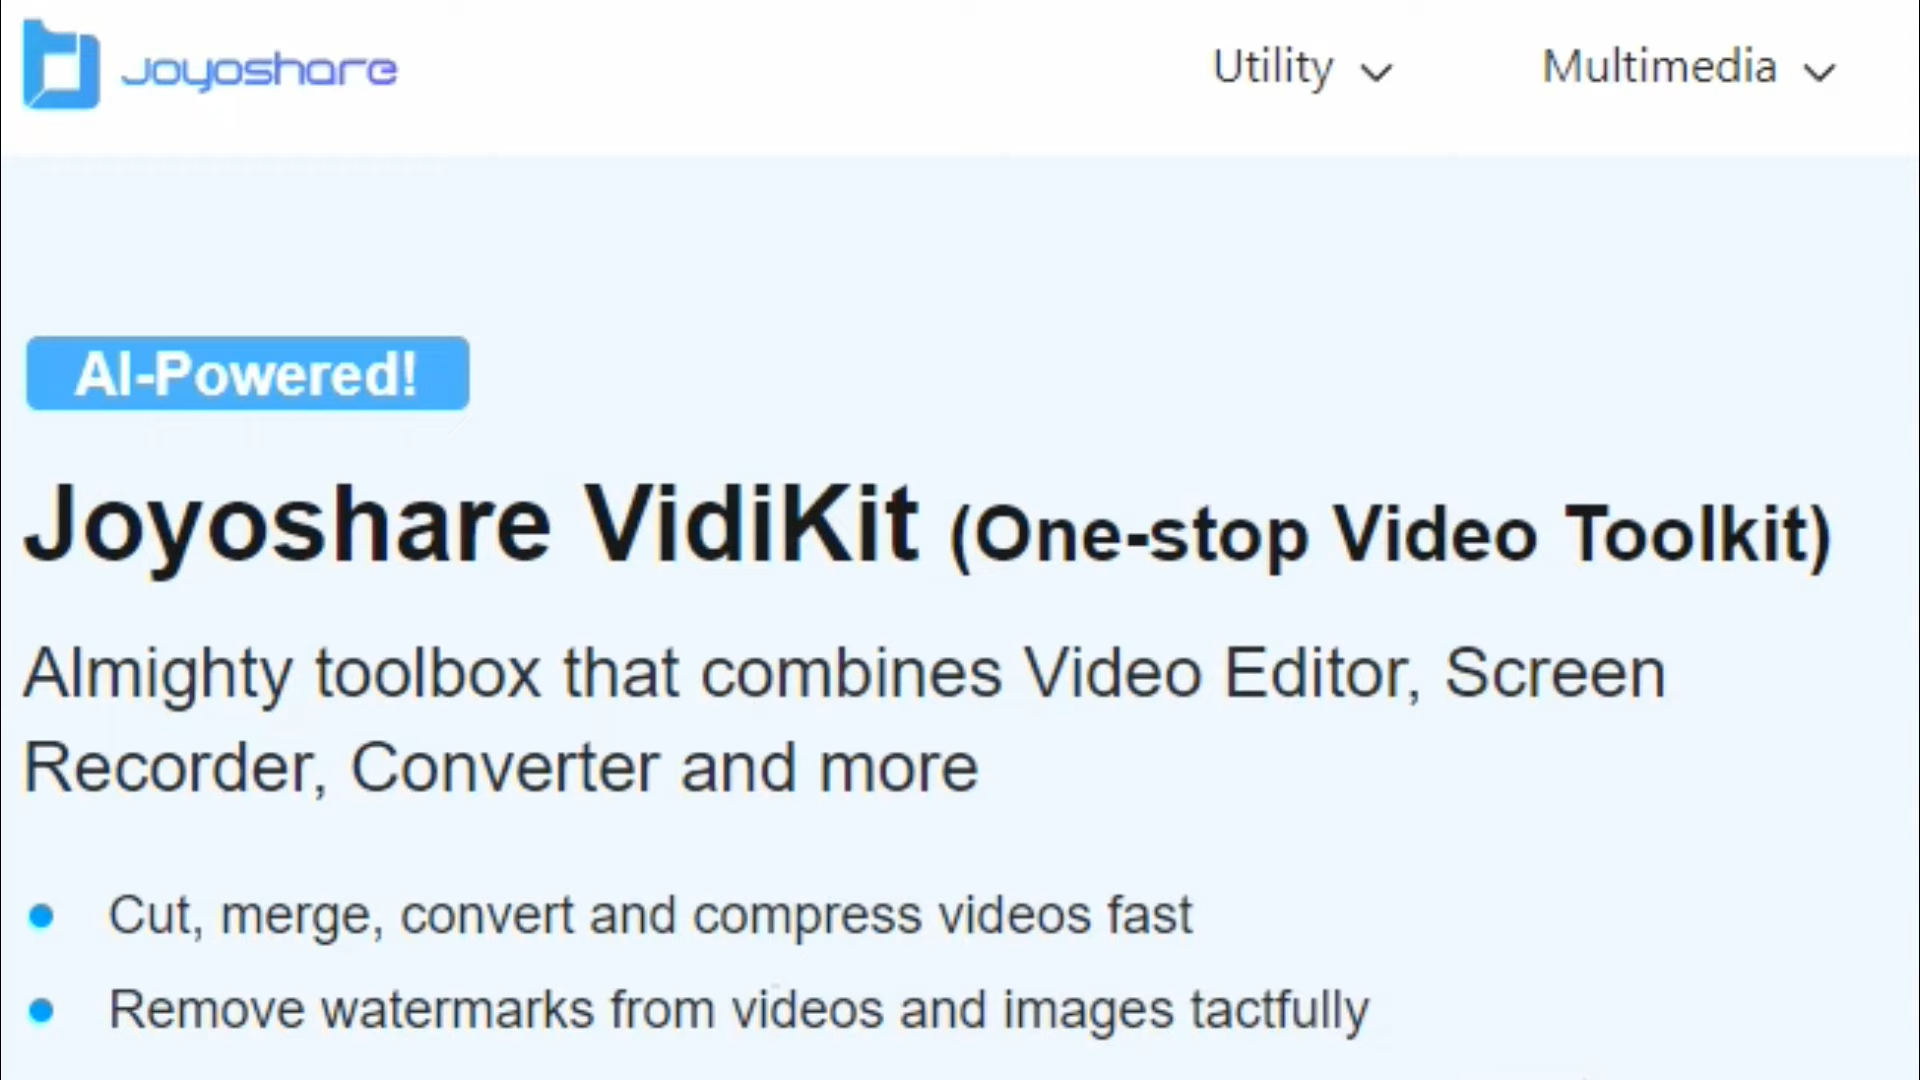 Joyoshare
Utility
Multimedia
AI-Powered!
Joyoshare VidiKit (One-stop Video Toolkit)
Almighty toolbox that combines Video Editor, Screen
Recorder, Converter and more
Cut, merge, convert and compress videos fast
Remove watermarks from videos and images tactfully